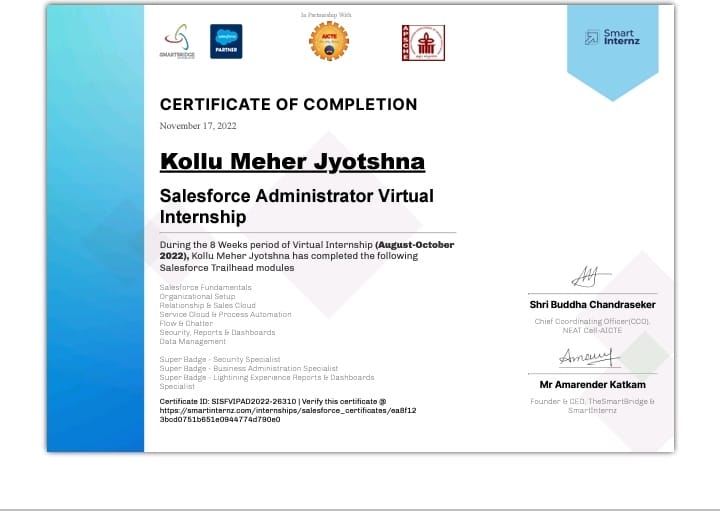 In Partnership With
SMARTBRIDGE
salesforce
PARTNER
AICTE
APSCHE
Smart
Internz
CERTIFICATE OF COMPLETION
November 17, 2022
Kollu Meher Jyotshna
Salesforce Administrator Virtual
Internship
During the 8 Weeks period of Virtual Internship (August-October
2022), Kollu Meher Jyotshna has completed the following
Salesforce Trailhead modules
Salesforce Fundamentals
Organizational Setup
Relationship & Sales Cloud
Service Cloud & Process Automation
Flow & Chatter
Security, Reports & Dashboards
Data Management
Super Badge - Security Specialist
Super Badge - Business Administration Specialist
Super Badge - Lightining Experience Reports & Dashboards
Specialist
Certificate ID: SISFVIPAD2022-26310 | Verify this certificate @
https://smartinternz.com/internships/salesforce_certificates/ea8f12
3bcd0751b651e0944774d790e0
Shri Buddha Chandraseker
Chief Coordinating Officer(CCO),
NEAT Cell-AICTE
Mr Amarender Katkam
Founder & CEO, TheSmartBridge &
SmartInternz